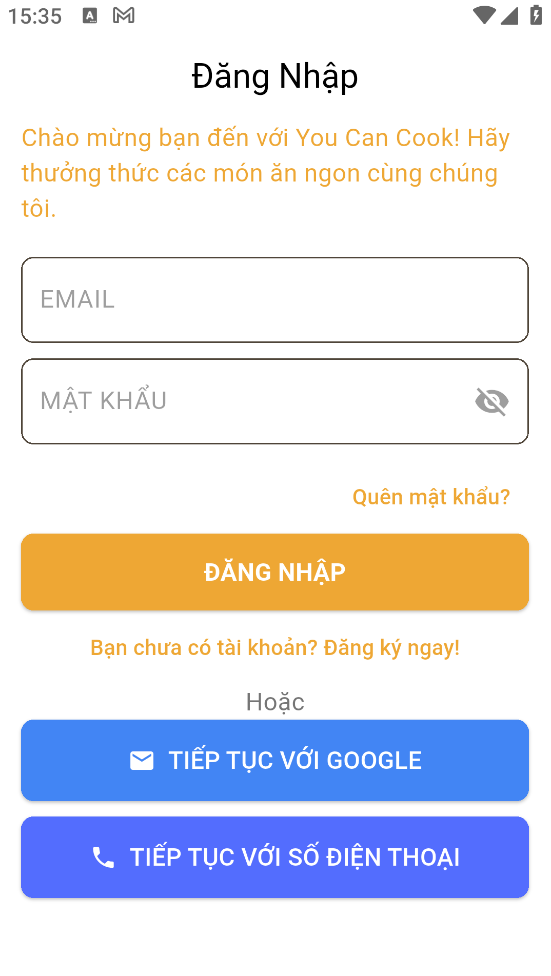 15:35
Đăng Nhập
Chào mừng bạn đến với You Can Cook! Hãy
thưởng thức các món ăn ngon cùng chúng
tôi.
EMAIL
MẬT KHẨU
Quên mật khẩu?
ĐĂNG NHẬP
Bạn chưa có tài khoản? Đăng ký ngay!
Hoặc
TIẾP TỤC VỚI GOOGLE
TIẾP TỤC VỚI SỐ ĐIỆN THOẠI